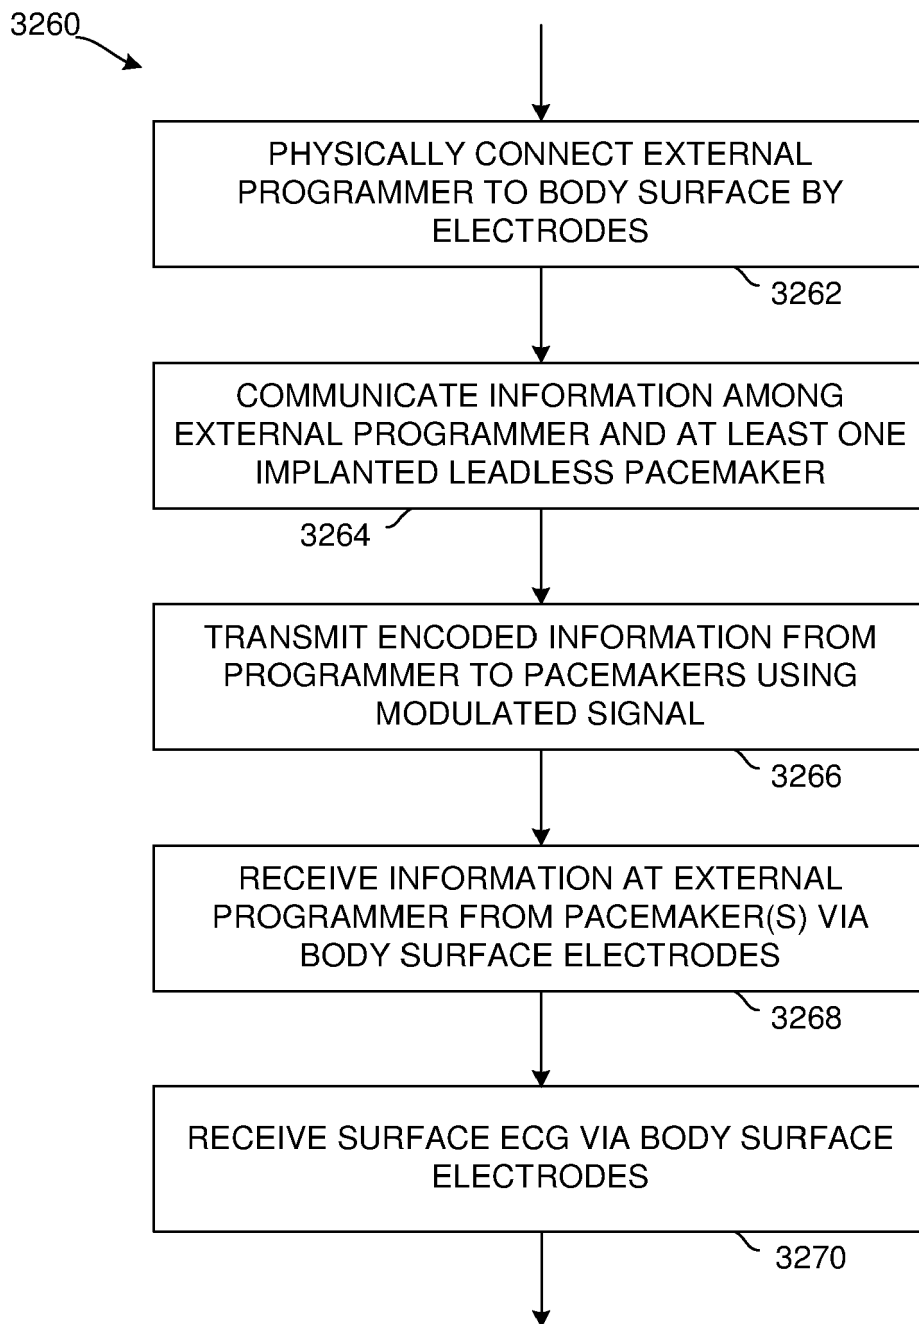 3260
PHYSICALLY CONNECT EXTERNAL
PROGRAMMER TO BODY SURFACE BY
ELECTRODES
3262
COMMUNICATE INFORMATION AMONG
EXTERNAL PROGRAMMER AND AT LEAST ONE
IMPLANTED LEADLESS PACEMAKER
3264
TRANSMIT ENCODED INFORMATION FROM
PROGRAMMER TO PACEMAKERS USING
MODULATED SIGNAL
3266
RECEIVE INFORMATION AT EXTERNAL
PROGRAMMER FROM PACEMAKER(S) VIA
BODY SURFACE ELECTRODES
3268
RECEIVE SURFACE ECG VIA BODY SURFACE
ELECTRODES
3270